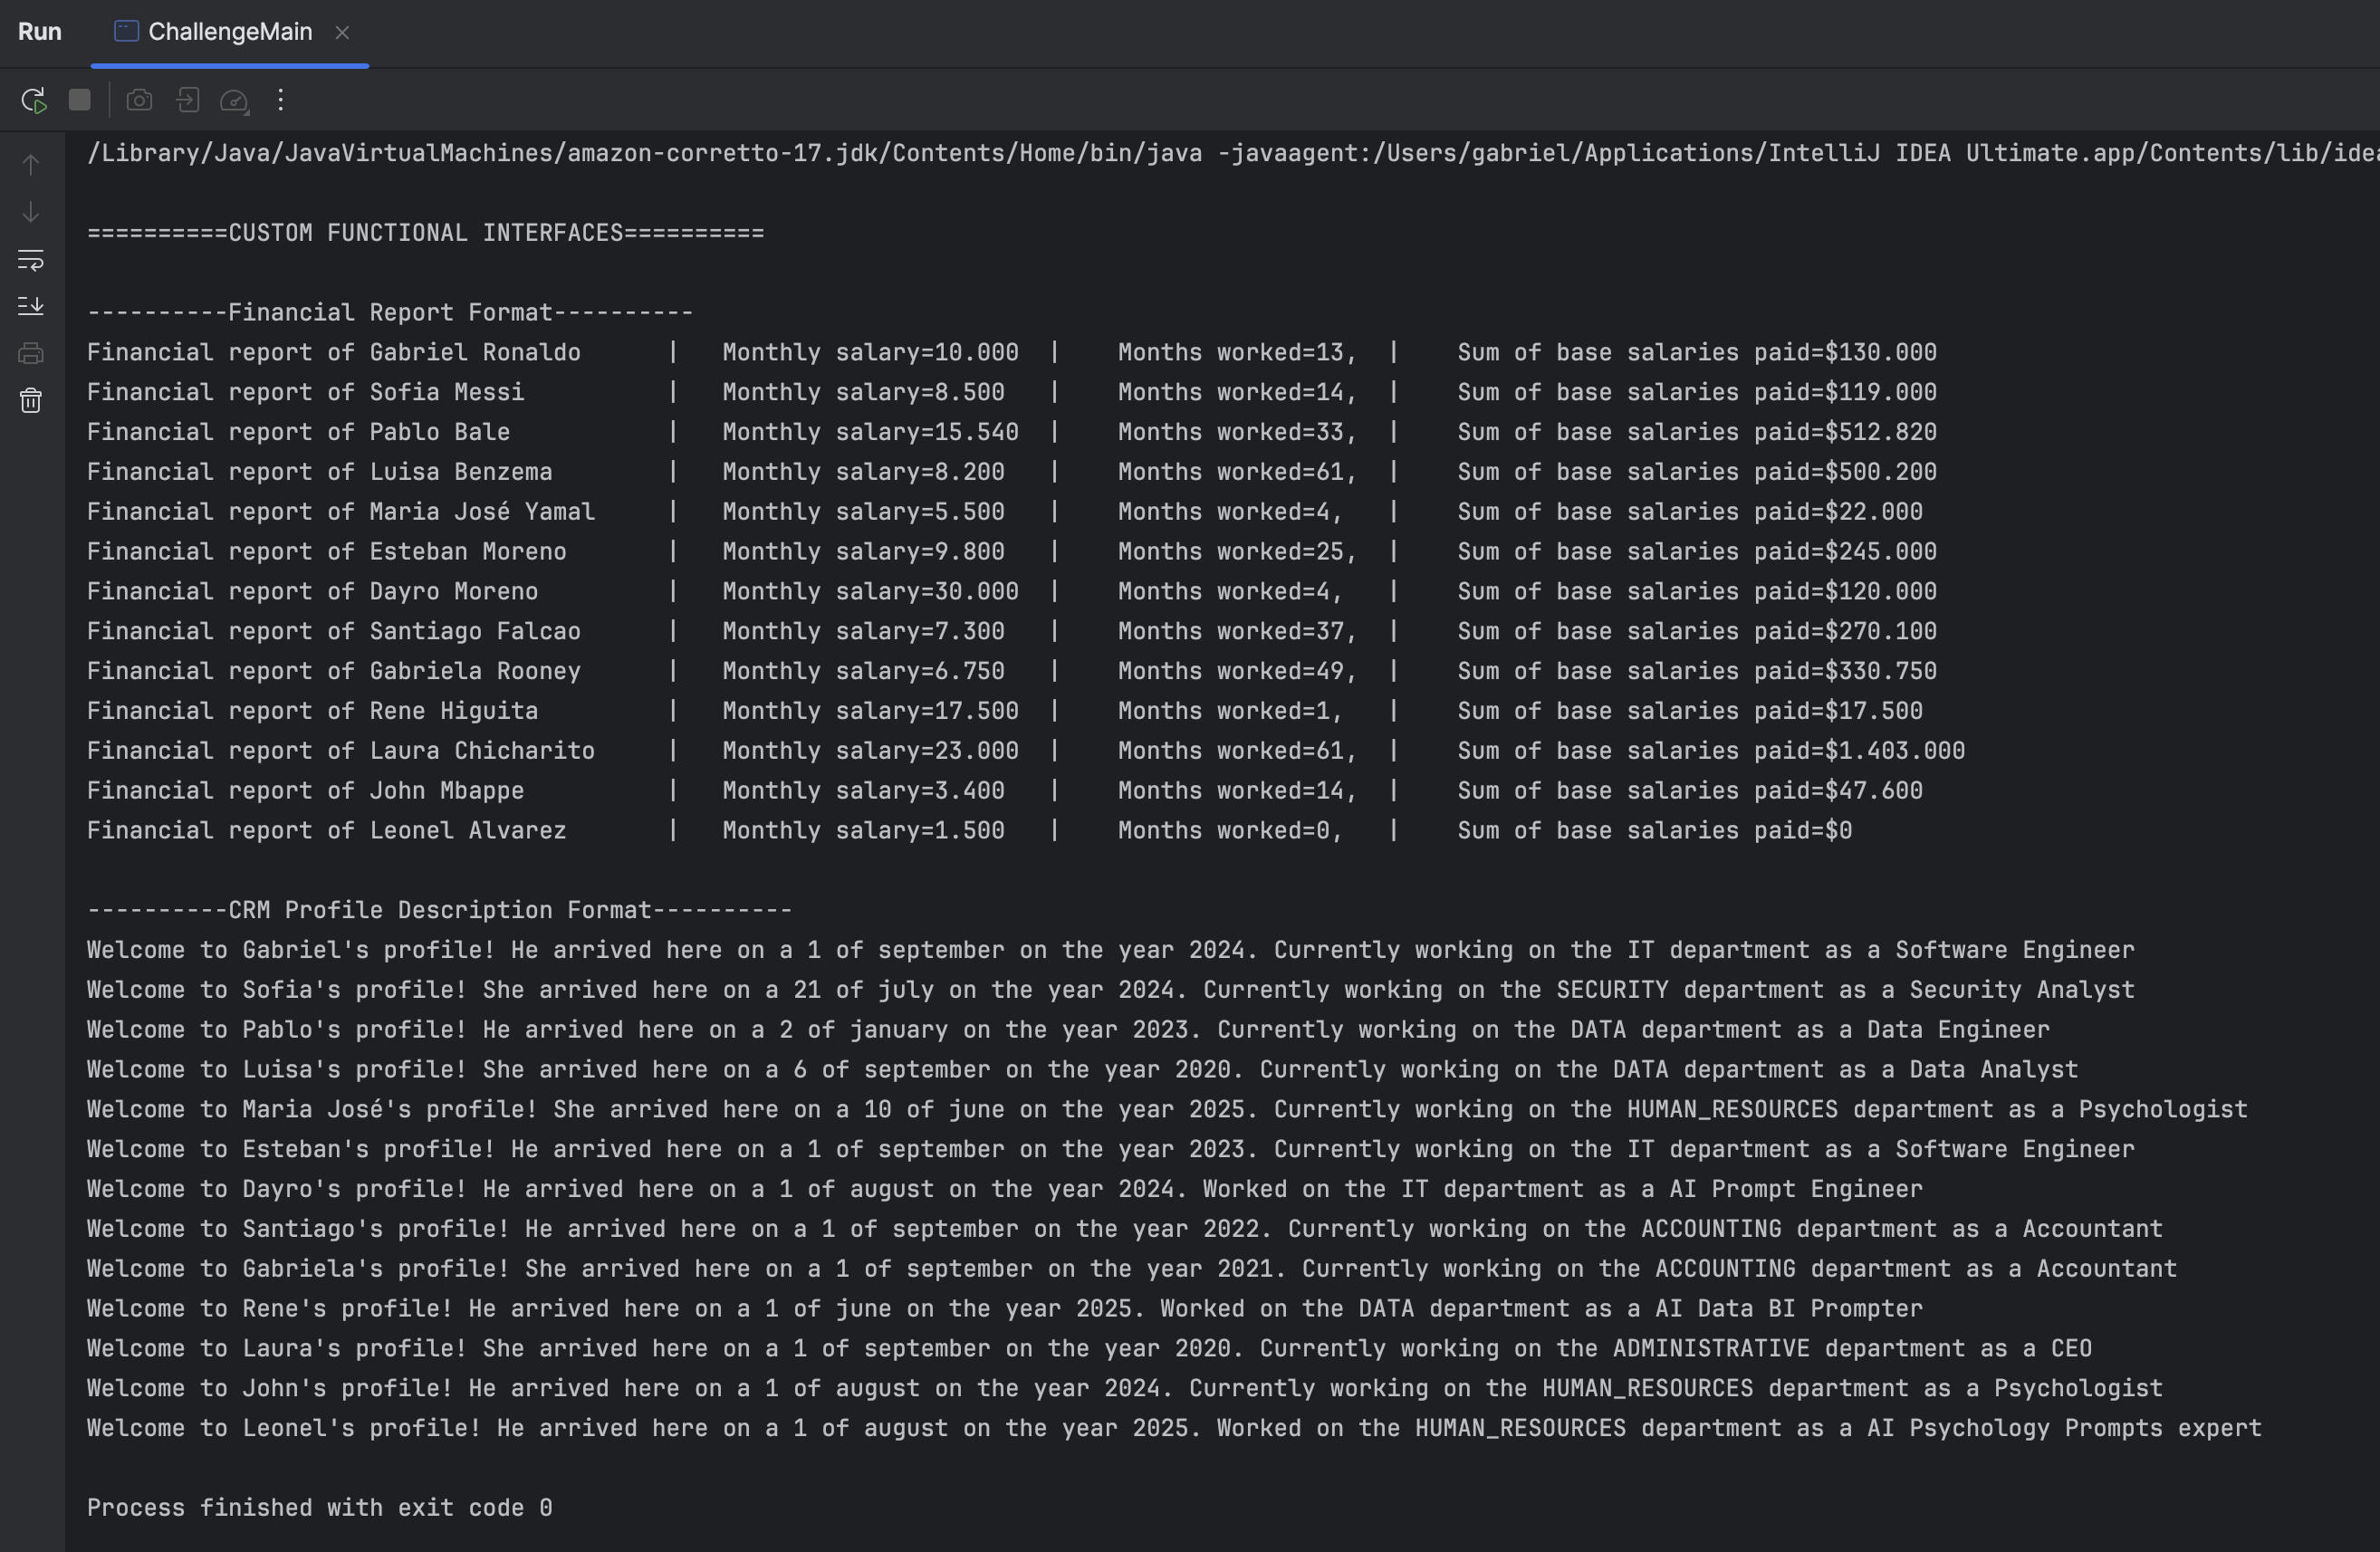 Run ChallengeMain
/Library/Java/JavaVirtualMachines/amazon-corretto-17.jdk/Contents/Home/bin/java -javaagent:/Users/gabriel/Applications/IntelliJ IDEA Ultimate.app/Contents/lib/idea
==========CUSTOM FUNCTIONAL INTERFACES==========
----------Financial Report Format----------
Financial report of Gabriel Ronaldo | Monthly salary=10.000 | Months worked=13, | Sum of base salaries paid=$130.000
Financial report of Sofia Messi | Monthly salary=8.500 | Months worked=14, | Sum of base salaries paid=$119.000
Financial report of Pablo Bale | Monthly salary=15.540 | Months worked=33, | Sum of base salaries paid=$512.820
Financial report of Luisa Benzema | Monthly salary=8.200 | Months worked=61, | Sum of base salaries paid=$500.200
Financial report of Maria José Yamal | Monthly salary=5.500 | Months worked=4, | Sum of base salaries paid=$22.000
Financial report of Esteban Moreno | Monthly salary=9.800 | Months worked=25, | Sum of base salaries paid=$245.000
Financial report of Dayro Moreno | Monthly salary=30.000 | Months worked=4, | Sum of base salaries paid=$120.000
Financial report of Santiago Falcao | Monthly salary=7.300 | Months worked=37, | Sum of base salaries paid=$270.100
Financial report of Gabriela Rooney | Monthly salary=6.750 | Months worked=49, | Sum of base salaries paid=$330.750
Financial report of Rene Higuita | Monthly salary=17.500 | Months worked=1, | Sum of base salaries paid=$17.500
Financial report of Laura Chicharito | Monthly salary=23.000 | Months worked=61, | Sum of base salaries paid=$1.403.000
Financial report of John Mbappe | Monthly salary=3.400 | Months worked=14, | Sum of base salaries paid=$47.600
Financial report of Leonel Alvarez | Monthly salary=1.500 | Months worked=0, | Sum of base salaries paid=$0
----------CRM Profile Description Format----------
Welcome to Gabriel's profile! He arrived here on a 1 of september on the year 2024. Currently working on the IT department as a Software Engineer
Welcome to Sofia's profile! She arrived here on a 21 of july on the year 2024. Currently working on the SECURITY department as a Security Analyst
Welcome to Pablo's profile! He arrived here on a 2 of january on the year 2023. Currently working on the DATA department as a Data Engineer
Welcome to Luisa's profile! She arrived here on a 6 of september on the year 2020. Currently working on the DATA department as a Data Analyst
Welcome to Maria José's profile! She arrived here on a 10 of june on the year 2025. Currently working on the HUMAN_RESOURCES department as a Psychologist
Welcome to Esteban's profile! He arrived here on a 1 of september on the year 2023. Currently working on the IT department as a Software Engineer
Welcome to Dayro's profile! He arrived here on a 1 of august on the year 2024. Worked on the IT department as a AI Prompt Engineer
Welcome to Santiago's profile! He arrived here on a 1 of september on the year 2022. Currently working on the ACCOUNTING department as a Accountant
Welcome to Gabriela's profile! She arrived here on a 1 of september on the year 2021. Currently working on the ACCOUNTING department as a Accountant
Welcome to Rene's profile! He arrived here on a 1 of june on the year 2025. Worked on the DATA department as a AI Data BI Prompter
Welcome to Laura's profile! She arrived here on a 1 of september on the year 2020. Currently working on the ADMINISTRATIVE department as a CEO
Welcome to John's profile! He arrived here on a 1 of august on the year 2024. Currently working on the HUMAN_RESOURCES department as a Psychologist
Welcome to Leonel's profile! He arrived here on a 1 of august on the year 2025. Worked on the HUMAN_RESOURCES department as a AI Psychology Prompts expert
Process finished with exit code 0